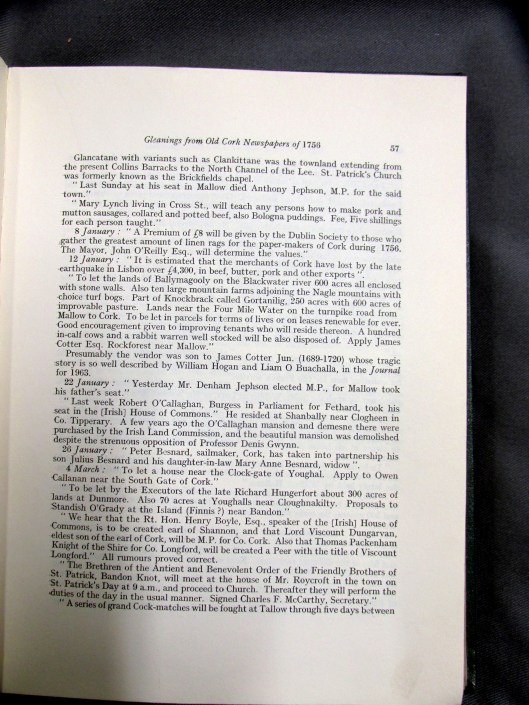 Gleanings from Old Cork Newspapers of 1756 57
Glancatane with variants such as Clankittane was the townland extending from
the present Collins Barracks to the North Channel of the Lee. St. Patrick's Church
was formerly known as the Brickfields chapel.
" Last Sunday at his seat in Mallow died Anthony Jephson, M.P. for the said
town."
" Mary Lynch living in Cross St., will teach any persons how to make pork and
mutton sausages, collared and potted beef, also Bologna puddings. Fee, Five shillings
for each person taught."
8 January : " A Premium of £8 will be given by the Dublin Society to those who
gather the greatest amount of linen rags for the paper-makers of Cork during 1756.
The Mayor, John O'Reilly Esq., will determine the values."
12 January : " It is estimated that the merchants of Cork have lost by the late
earthquake in Lisbon over £4,300, in beef, butter, pork and other exports ".
" To let the lands of Ballymagooly on the Blackwater river 600 acres all enclosed
with stone walls. Also ten large mountain farms adjoining the Nagle mountains with
choice turf bogs. Part of Knockbrack called Gortanilig, 250 acres with 600 acres of
improvable pasture. Lands near the Four Mile Water on the turnpike road from
Mallow to Cork. To be let in parcels for terms of lives or on leases renewable for ever.
Good encouragement given to improving tenants who will reside thereon. A hundred
in-calf cows and a rabbit warren well stocked will be also disposed of. Apply James
Cotter Esq. Rockforest near Mallow."
Presumably the vendor was son to James Cotter Jun. (1689-1720) whose tragic
story is so well described by William Hogan and Liam O Buachalla, in the Journal
for 1963.
22 January : " Yesterday Mr. Denham Jephson elected M.P., for Mallow took
his father's seat."
" Last week Robert O'Callaghan, Burgess in Parliament for Fethard, took his
seat in the [Irish] House of Commons." He resided at Shanbally near Clogheen in
Co. Tipperary. A few years ago the O'Callaghan mansion and demesne there were
purchased by the Irish Land Commission, and the beautiful mansion was demolished
despite the strenuous opposition of Professor Denis Gwynn.
26 January : " Peter Besnard, sailmaker, Cork, has taken into partnership his
son Julius Besnard and his daughter-in-law Mary Anne Besnard, widow ".
4 March : " To let a house near the Clock-gate of Youghal. Apply to Owen
Callanan near the South Gate of Cork."
" To be let by the Executors of the late Richard Hungerfort about 300 acres of
lands at Dunmore. Also 70 acres at Youghalls near Cloughnakilty. Proposals to
Standish O'Grady at the Island (Finnis ?) near Bandon."
" We hear that the Rt. Hon. Henry Boyle, Esq., speaker of the [Irish] House of
Commons, is to be created earl of Shannon, and that Lord Viscount Dungarvan,
eldest son of the earl of Cork, will be M.P. for Co. Cork. Also that Thomas Packenham
Knight of the Shire for Co. Longford, will be created a Peer with the title of Viscount
Longford." All rumours proved correct.
" The Brethren of the Antient and Benevolent Order of the Friendly Brothers of
St. Patrick, Bandon Knot, will meet at the house of Mr. Roycroft in the town on
St. Patrick's Day at 9 a.m., and proceed to Church. Thereafter they will perform the
duties of the day in the usual manner. Signed Charles F. McCarthy, Secretary."
" A series of grand Cock-matches will be fought at Tallow through five days between